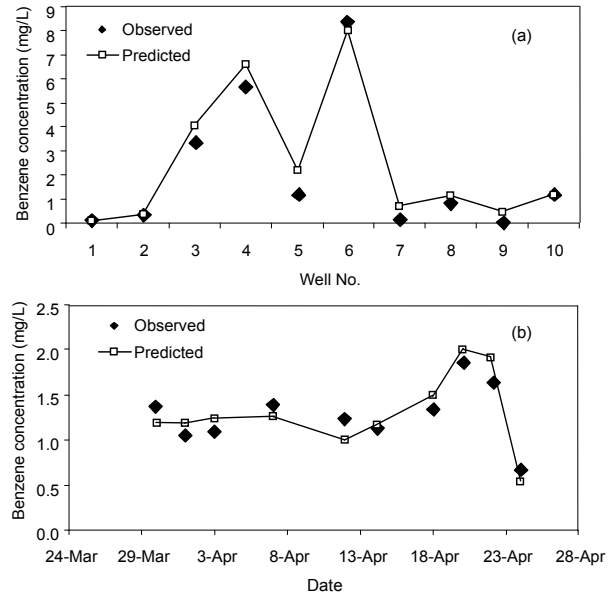 Benzene concentration (mg/L)
9
8
7
6
5
4
3
2
1
0
Observed
Predicted
(a)
1 2 3 4 5 6 7 8 9 10
Well No.
Benzene concentration (mg/L)
2.5
2.0
1.5
1.0
0.5
0.0
Observed
Predicted
(b)
24-Mar 29-Mar 3-Apr 8-Apr 13-Apr 18-Apr 23-Apr 28-Apr
Date